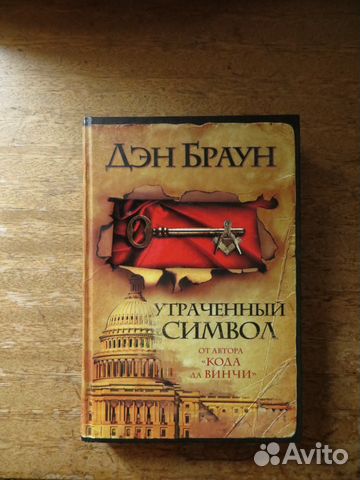 ДЭН БРАУН
УТРАЧЕННЫЙ
СИМВОЛ
ОТ АВТОРА
«КОДА
ДА ВИНЧИ»
Avito